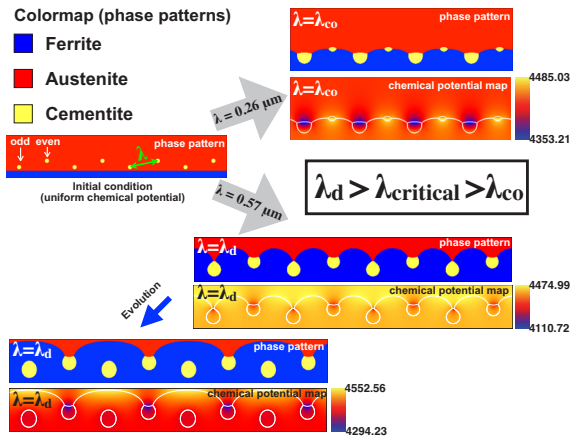 Colormap (phase patterns)
Ferrite
Austenite
Cementite
λ=λco
phase pattern
λ = 0.26 μm
λ=λco
chemical potential map
4485.03
4353.21
odd
even
phase pattern
λ
Initial condition
(uniform chemical potential)
λ = 0.57 μm
λd > λcritical > λco
λ=λd
phase pattern
λ=λd
chemical potential map
4474.99
4110.72
Evolution
λ=λd
phase pattern
λ=λd
chemical potential map
4552.56
4294.23